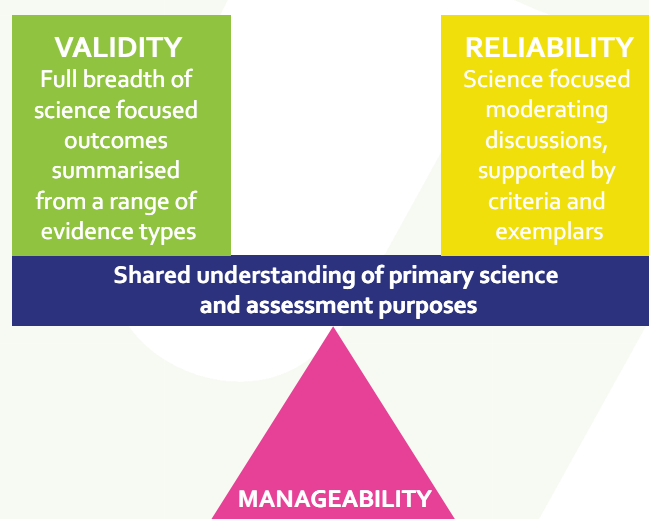 VALIDITY
Full breadth of
science focused
outcomes
summarised
from a range of
evidence types
RELIABILITY
Science focused
moderating
discussions,
supported by
criteria and
exemplars
Shared understanding of primary science
and assessment purposes
MANAGEABILITY